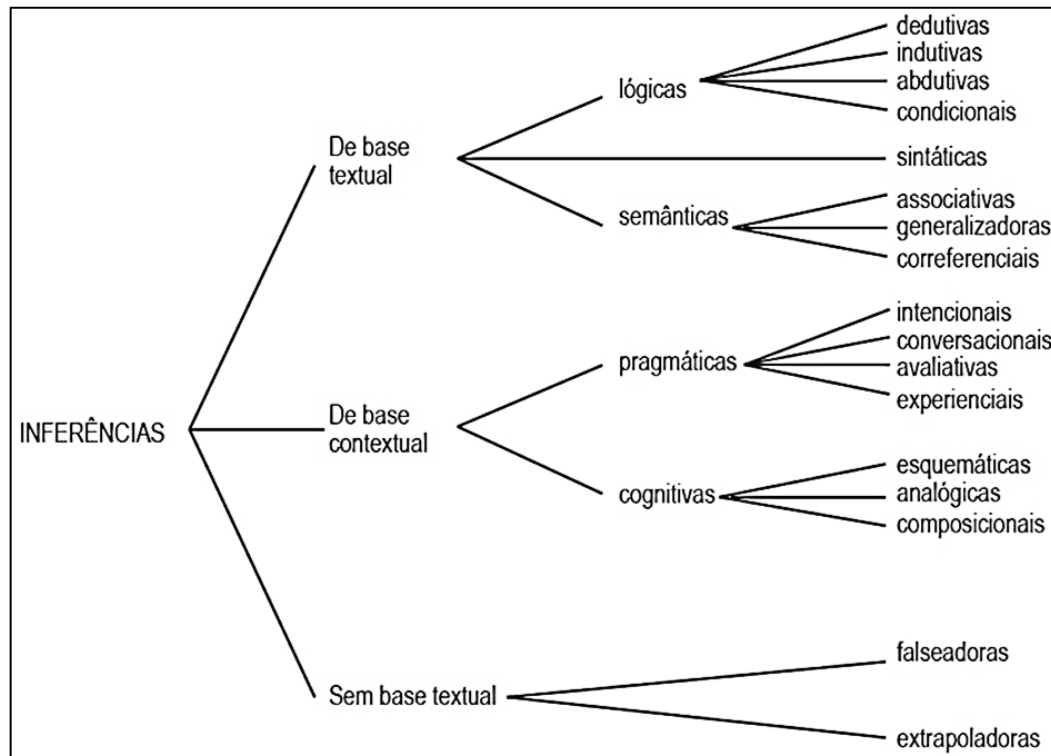 INFERÊNCIAS
De base
textual
lógicas
dedutivas
indutivas
abdutivas
condicionais
sintáticas
semânticas
associativas
generalizadoras
correferenciais
De base
contextual
pragmáticas
intencionais
conversacionais
avaliativas
experienciais
cognitivas
esquemáticas
analógicas
composicionais
Sem base textual
falseadoras
extrapoladoras